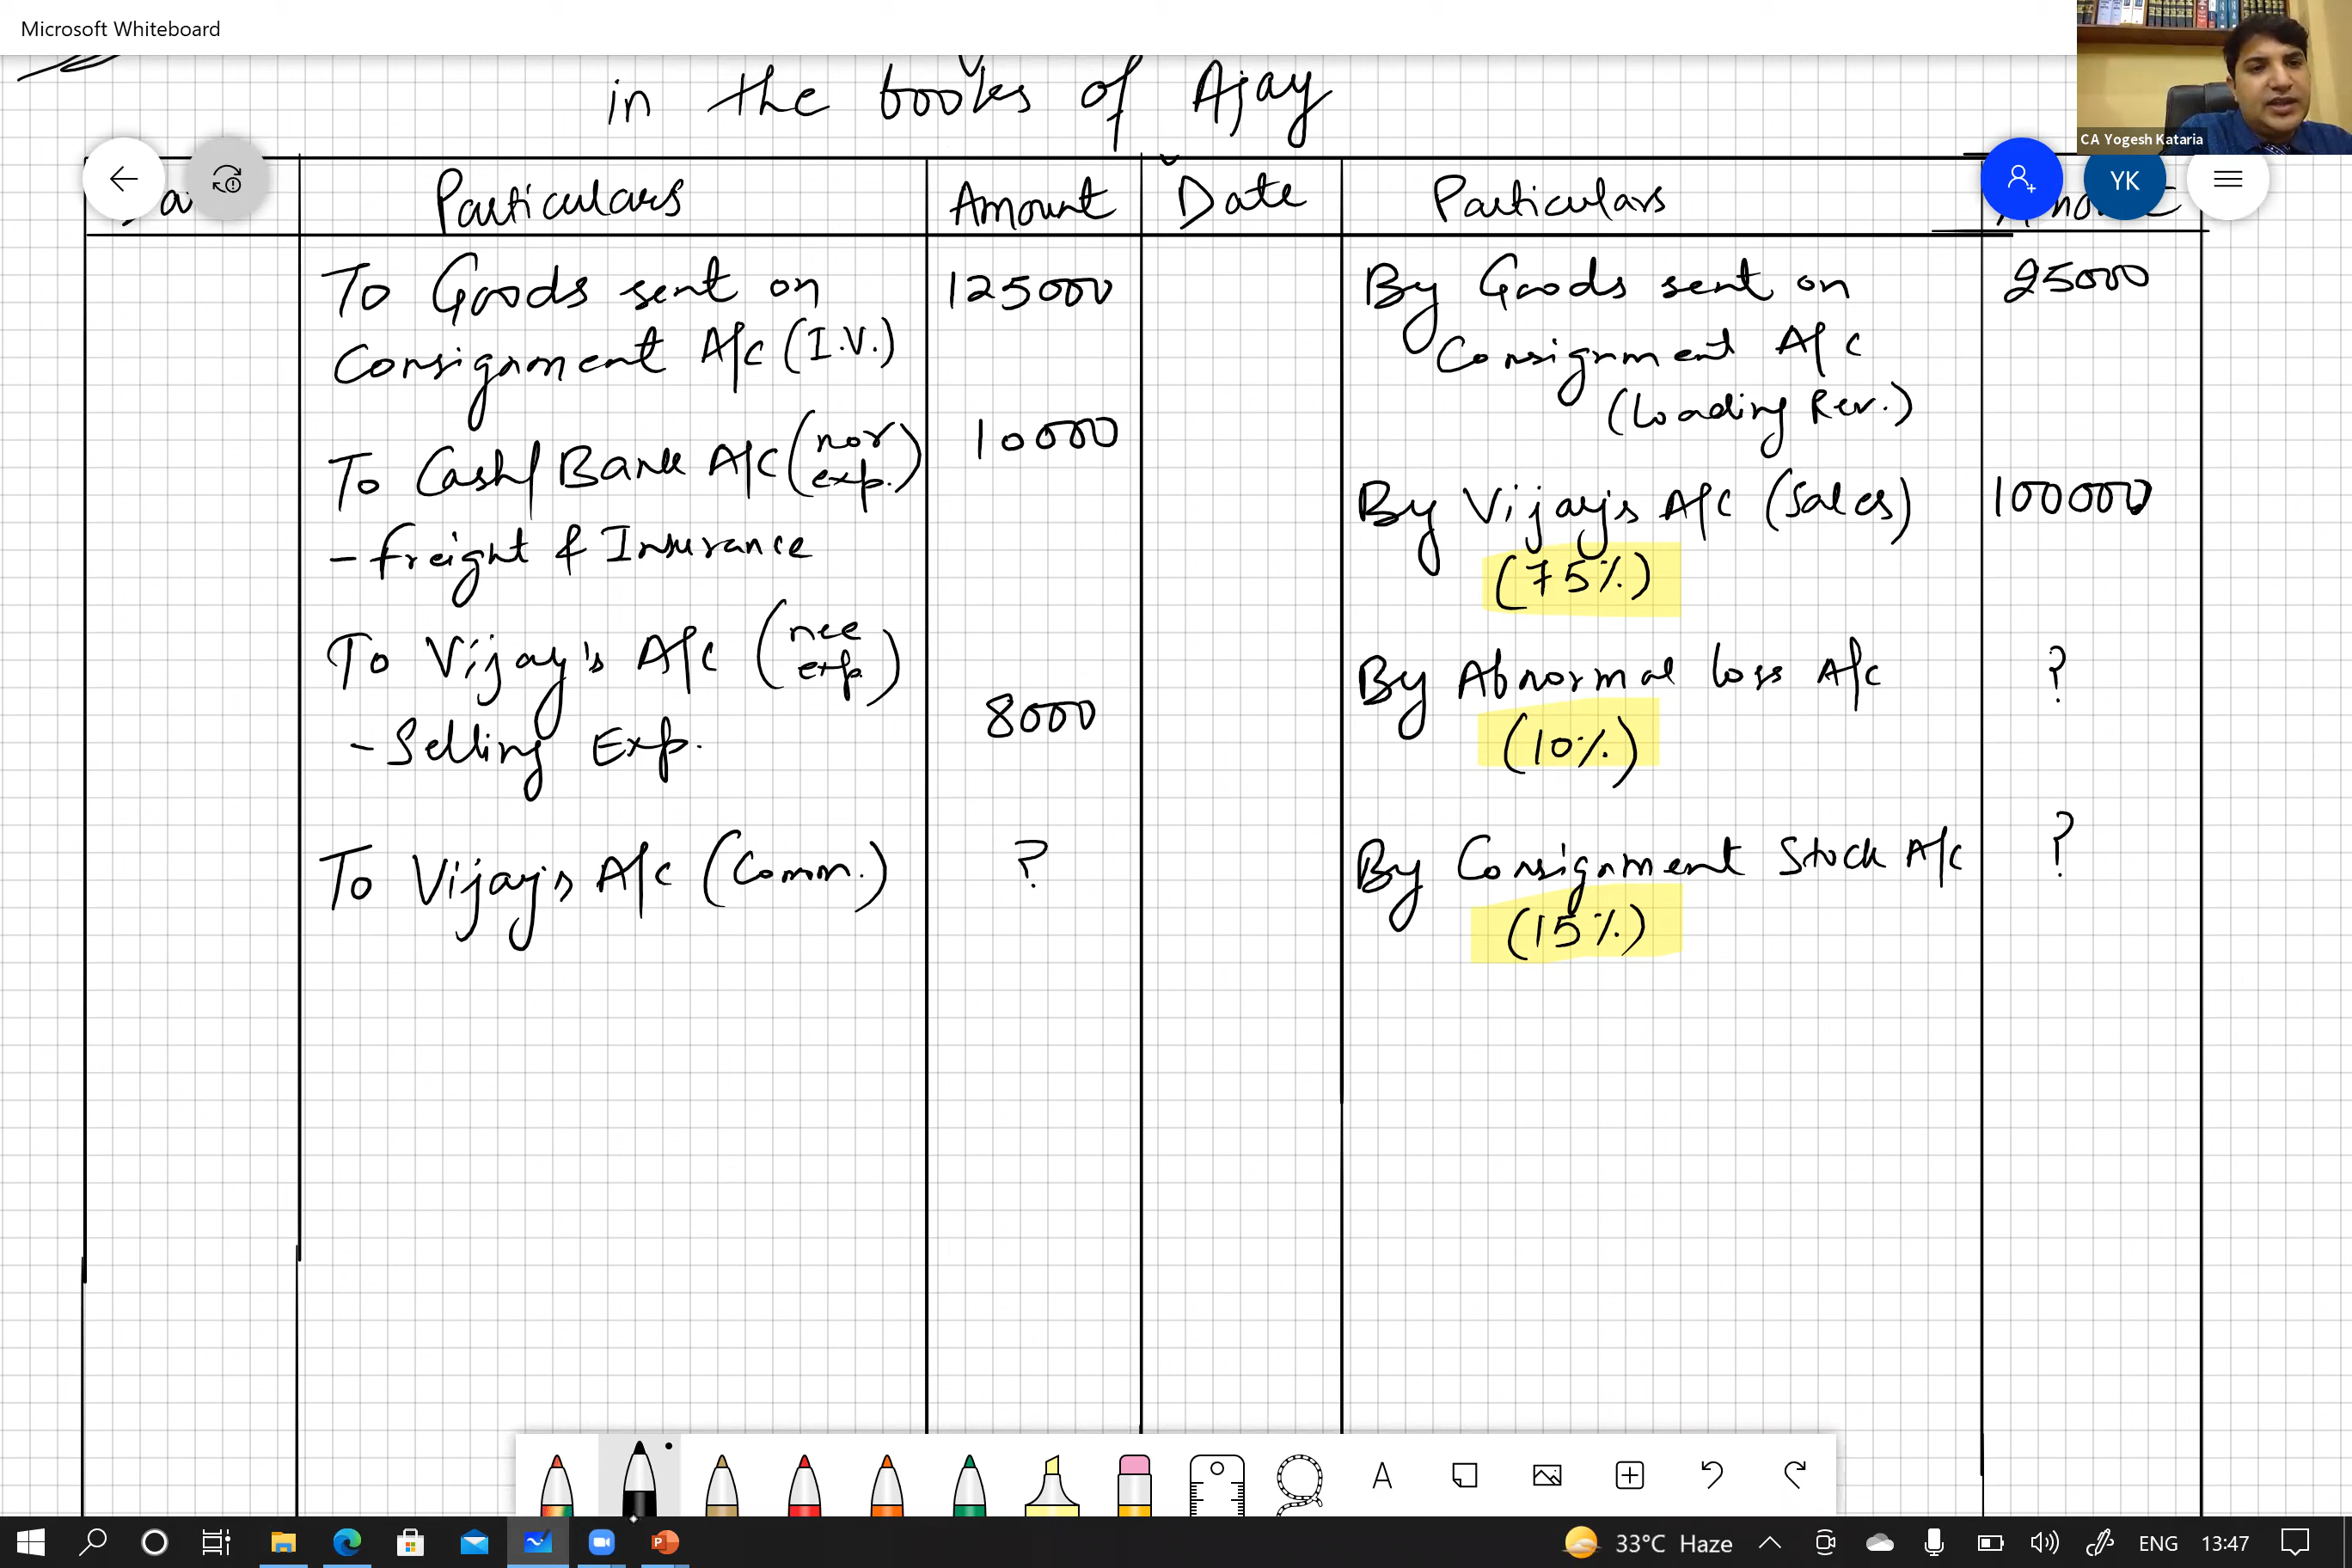 Microsoft Whiteboard
in the books of Ajay
CA Yogesh Kataria
YK
Particulars Amount Date Particulars
To Goods sent on 125000
Consignment A/c (I.V.)
To Cash/Bank A/c (nor exp.) 10000
- freight & Insurance
To Vijay's A/c (nee exp.)
- Selling Exp. 8000
To Vijay's A/c (Comm.) ?
By Goods sent on 25000
Consignment A/c
(Loading Rev.)
By Vijay's A/c (Sales) 100000
(75%)
By Abnormal loss A/c ?
(10%)
By Consignment Stock A/c ?
(15%)
A
33°C Haze ENG 13:47